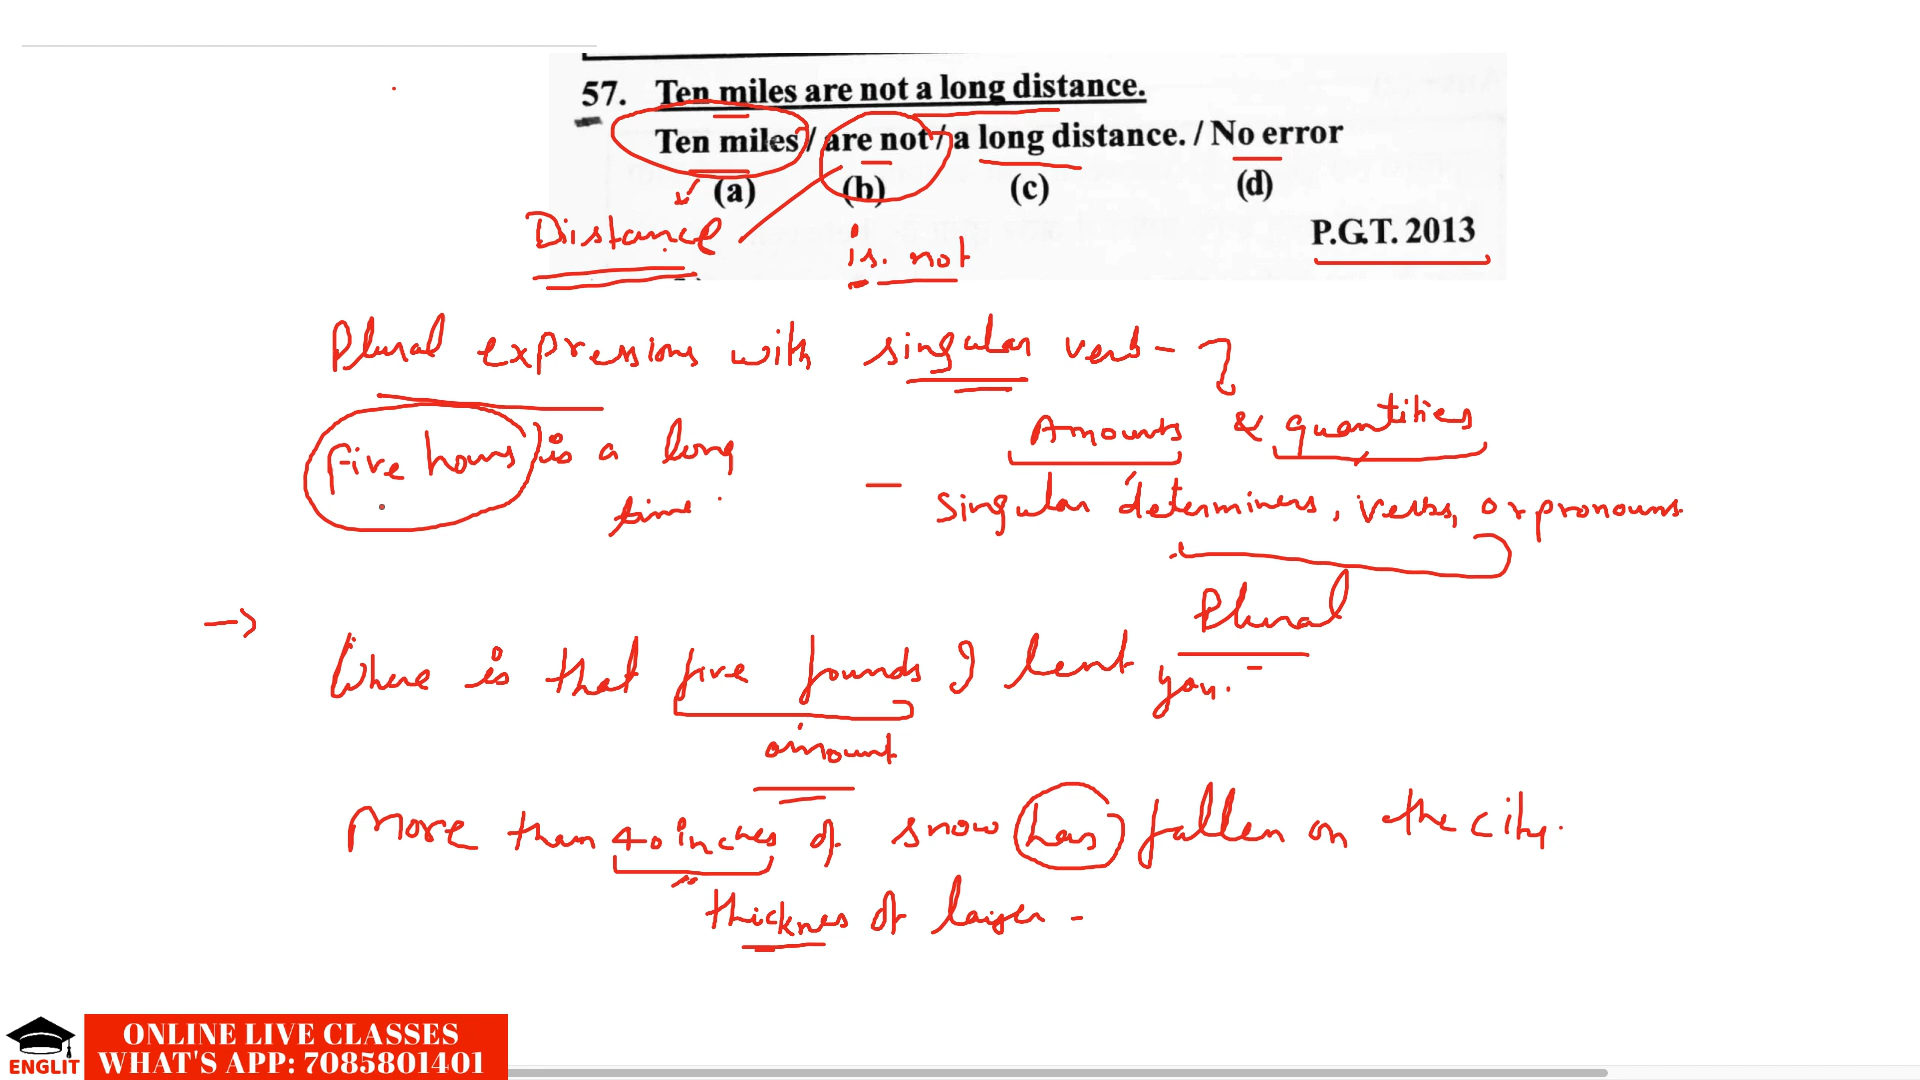 57. Ten miles are not a long distance.
Ten miles / are not / a long distance. / No error
(a) (b) (c) (d)
Distance
is not
P.G.T. 2013
Plural expressions with singular verb -
Amounts & quantities
five hours is a long
time
- singular determiners, verbs, or pronouns
Plural
→ Where is that five pounds I lent you.
amount
More than 40 inches of snow has fallen on the city.
thicknes of layer -
ENGLIT
ONLINE LIVE CLASSES
WHAT'S APP: 7085801401